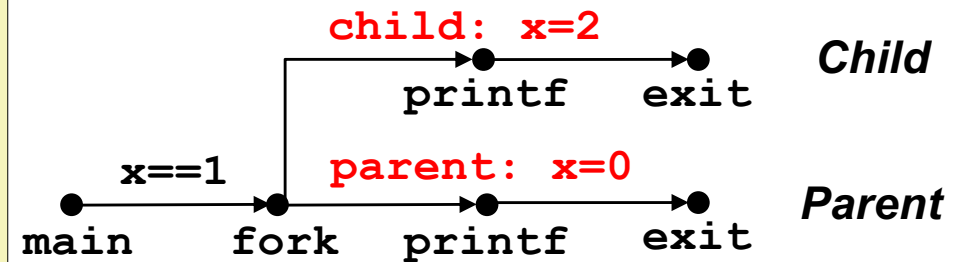 child: x=2
Child
printf exit
x==1
parent: x=0
Parent
main fork printf exit